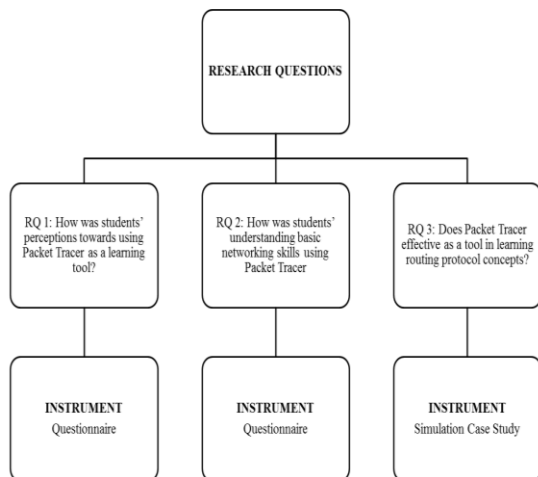 RESEARCH QUESTIONS
RQ 1: How was students’
perceptions towards using
Packet Tracer as a learning
tool?
RQ 2: How was students’
understanding basic
networking skills using
Packet Tracer
RQ 3: Does Packet Tracer
effective as a tool in learning
routing protocol concepts?
INSTRUMENT
Questionnaire
INSTRUMENT
Questionnaire
INSTRUMENT
Simulation Case Study